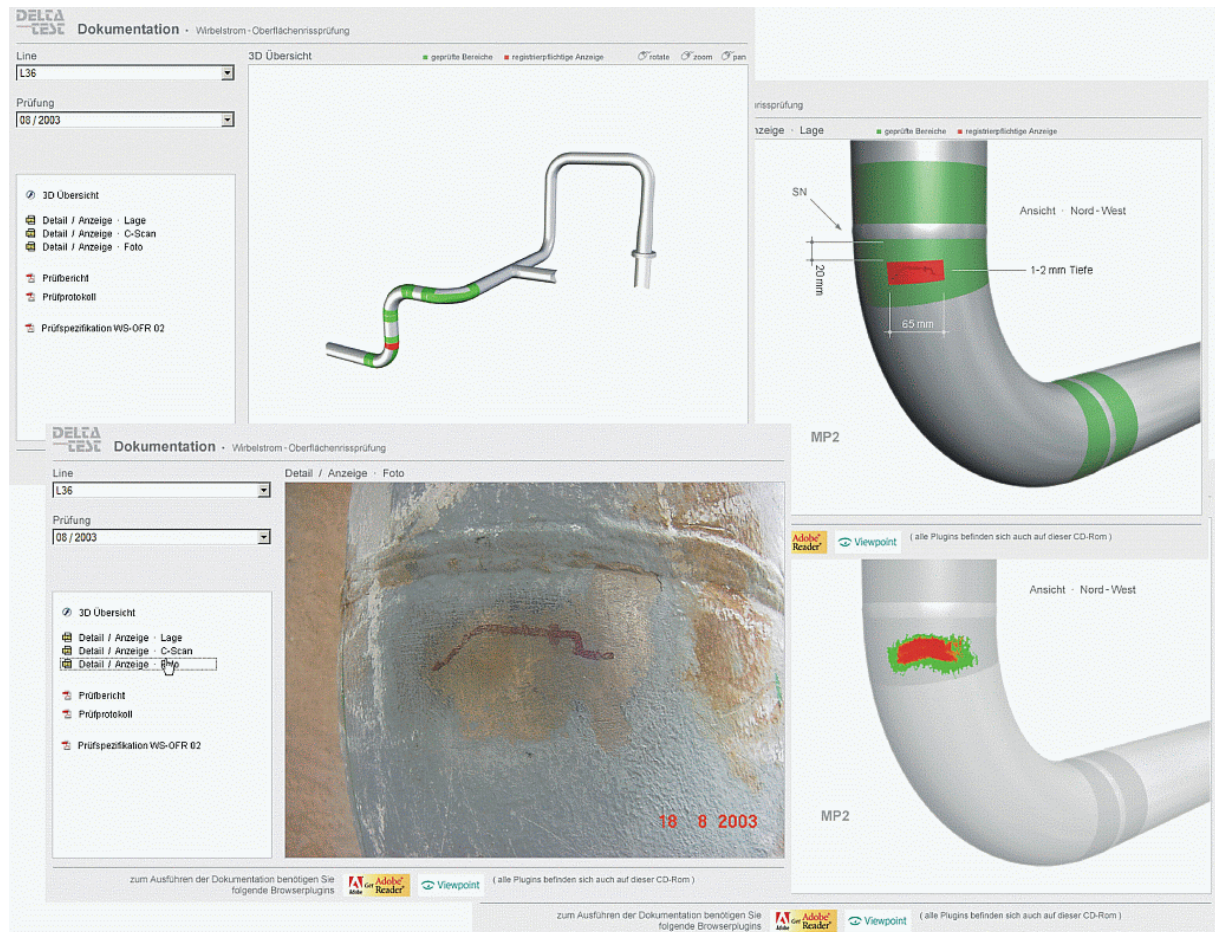 DELTA
TEST
Dokumentation · Wirbelstrom - Oberflächenrissprüfung
Line
L36
Prüfung
08 / 2003
3D Übersicht
Detail / Anzeige · Lage
Detail / Anzeige · C-Scan
Detail / Anzeige · Foto
Prüfbericht
Prüfprotokoll
Prüfspezifikation WS-OFR 02
3D Übersicht
geprüfte Bereiche
registrierpflichtige Anzeige
rotate
zoom
pan
rissprüfung
nzeige · Lage
geprüfte Bereiche
registrierpflichtige Anzeige
SN
Ansicht · Nord - West
20 mm
1-2 mm Tiefe
65 mm
MP2
Adobe
Reader
Viewpoint
( alle Plugins befinden sich auch auf dieser CD-Rom )
DELTA
TEST
Dokumentation · Wirbelstrom - Oberflächenrissprüfung
Line
L36
Prüfung
08 / 2003
3D Übersicht
Detail / Anzeige · Lage
Detail / Anzeige · C-Scan
Detail / Anzeige ·
Prüfbericht
Prüfprotokoll
Prüfspezifikation WS-OFR 02
Detail / Anzeige · Foto
18 8 2003
zum Ausführen der Dokumentation benötigen Sie
folgende Browserplugins
Adobe
Get Adobe
Reader
Viewpoint
( alle Plugins befinden sich auch auf dieser CD-Rom )
Ansicht · Nord - West
MP2
zum Ausführen der Dokumentation benötigen Sie
folgende Browserplugins
Adobe
Get Adobe
Reader
Viewpoint
( alle Plugins befinden sich auch auf dieser CD-Rom )